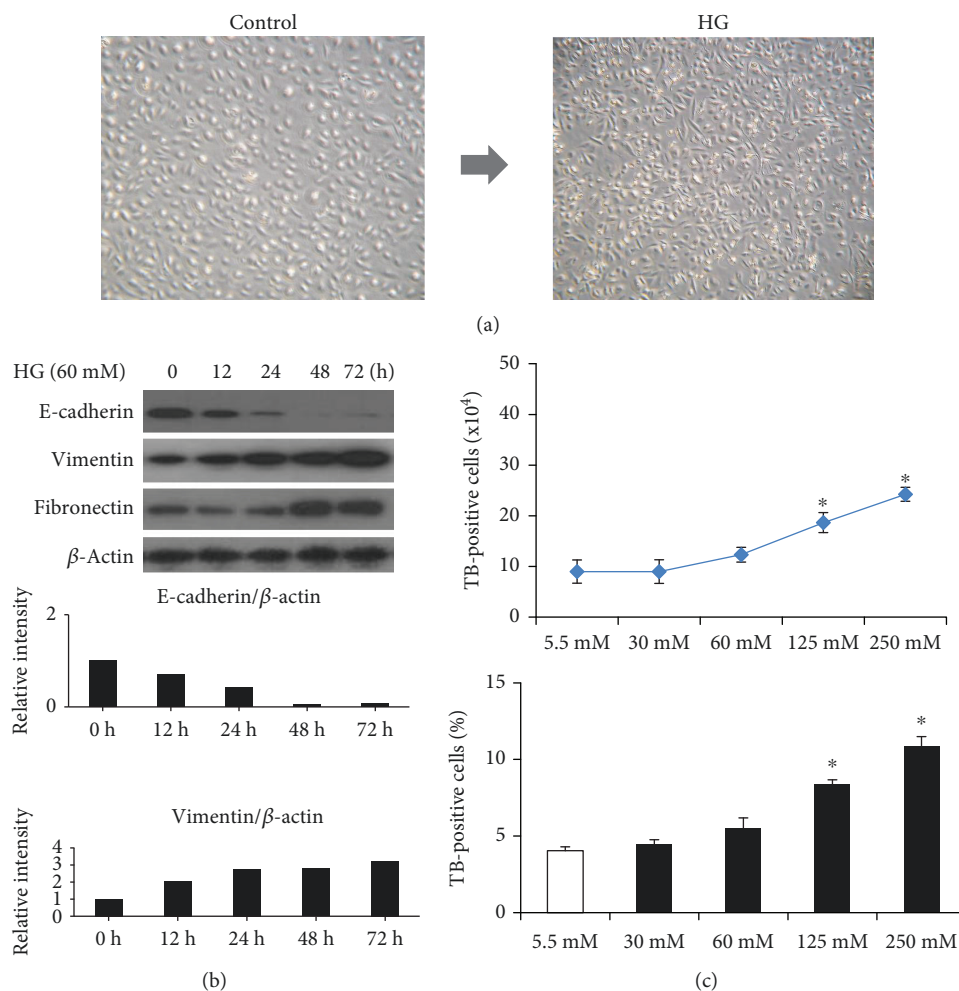 Control
HG
(a)
HG (60 mM) 0 12 24 48 72 (h)
E-cadherin
Vimentin
Fibronectin
β-Actin
E-cadherin/β-actin
Relative intensity
2
0
0 h 12 h 24 h 48 h 72 h
Vimentin/β-actin
Relative intensity
4
3
2
1
0
0 h 12 h 24 h 48 h 72 h
(b)
TB-positive cells (x10⁴)
50
40
30
20
10
0
* *
5.5 mM 30 mM 60 mM 125 mM 250 mM
TB-positive cells (%)
15
10
5
0
* *
5.5 mM 30 mM 60 mM 125 mM 250 mM
(c)